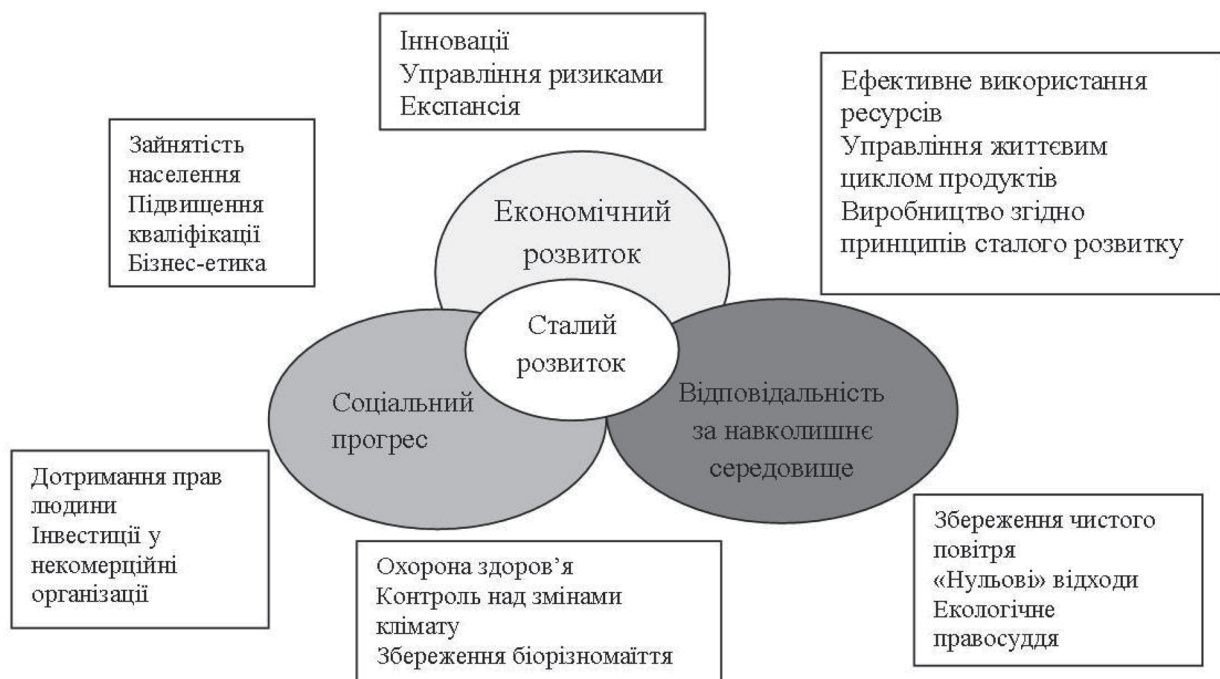 Інновації
Управління ризиками
Експансія
Ефективне використання
ресурсів
Управління життєвим
циклом продуктів
Виробництво згідно
принципів сталого розвитку
Зайнятість
населення
Підвищення
кваліфікації
Бізнес-етика
Економічний
розвиток
Сталий
розвиток
Соціальний
прогрес
Відповідальність
за навколишнє
середовище
Дотримання прав
людини
Інвестиції у
некомерційні
організації
Охорона здоров’я
Контроль над змінами
клімату
Збереження біорізномаїття
Збереження чистого
повітря
«Нульові» відходи
Екологічне
правосуддя